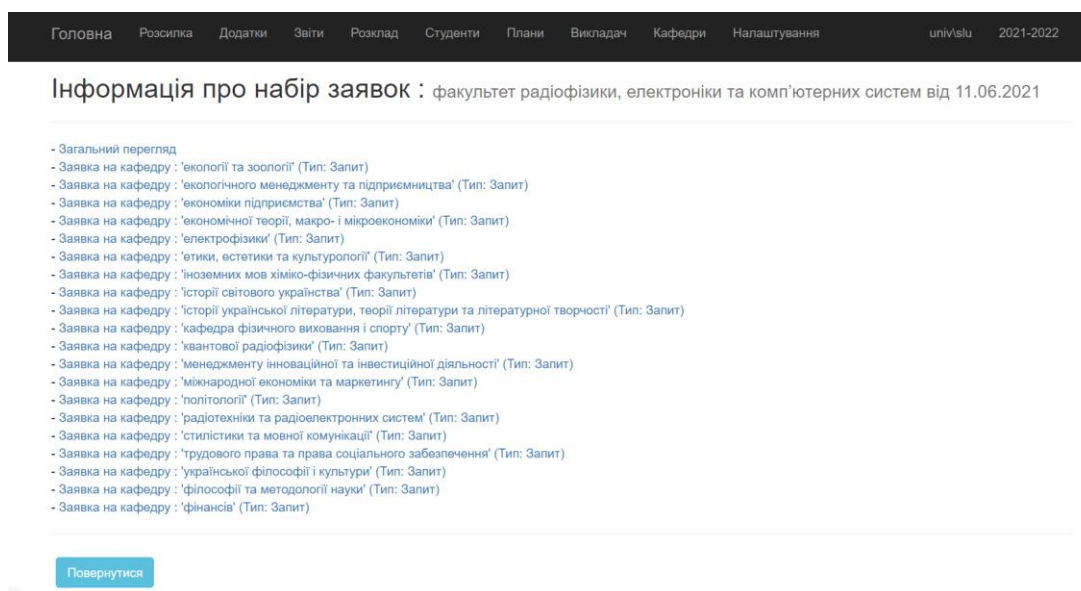 Головна Розсилка Додатки Звіти Розклад Студенти Плани Викладач Кафедри Налаштування univ\slu 2021-2022
Інформація про набір заявок : факультет радіофізики, електроніки та комп'ютерних систем від 11.06.2021
- Загальний перегляд
- Заявка на кафедру : 'екології та зоології' (Тип: Запит)
- Заявка на кафедру : 'екологічного менеджменту та підприємництва' (Тип: Запит)
- Заявка на кафедру : 'економіки підприємства' (Тип: Запит)
- Заявка на кафедру : 'економічної теорії, макро- і мікроекономіки' (Тип: Запит)
- Заявка на кафедру : 'електрофізики' (Тип: Запит)
- Заявка на кафедру : 'етики, естетики та культурології' (Тип: Запит)
- Заявка на кафедру : 'іноземних мов хіміко-фізичних факультетів' (Тип: Запит)
- Заявка на кафедру : 'історії світового українства' (Тип: Запит)
- Заявка на кафедру : 'історії української літератури, теорії літератури та літературної творчості' (Тип: Запит)
- Заявка на кафедру : 'кафедра фізичного виховання і спорту' (Тип: Запит)
- Заявка на кафедру : 'квантової радіофізики' (Тип: Запит)
- Заявка на кафедру : 'менеджменту інноваційної та інвестиційної діяльності' (Тип: Запит)
- Заявка на кафедру : 'міжнародної економіки та маркетингу' (Тип: Запит)
- Заявка на кафедру : 'політології' (Тип: Запит)
- Заявка на кафедру : 'радіотехніки та радіоелектронних систем' (Тип: Запит)
- Заявка на кафедру : 'стилістики та мовної комунікації' (Тип: Запит)
- Заявка на кафедру : 'трудового права та права соціального забезпечення' (Тип: Запит)
- Заявка на кафедру : 'української філософії і культури' (Тип: Запит)
- Заявка на кафедру : 'філософії та методології науки' (Тип: Запит)
- Заявка на кафедру : 'фінансів' (Тип: Запит)
Повернутися